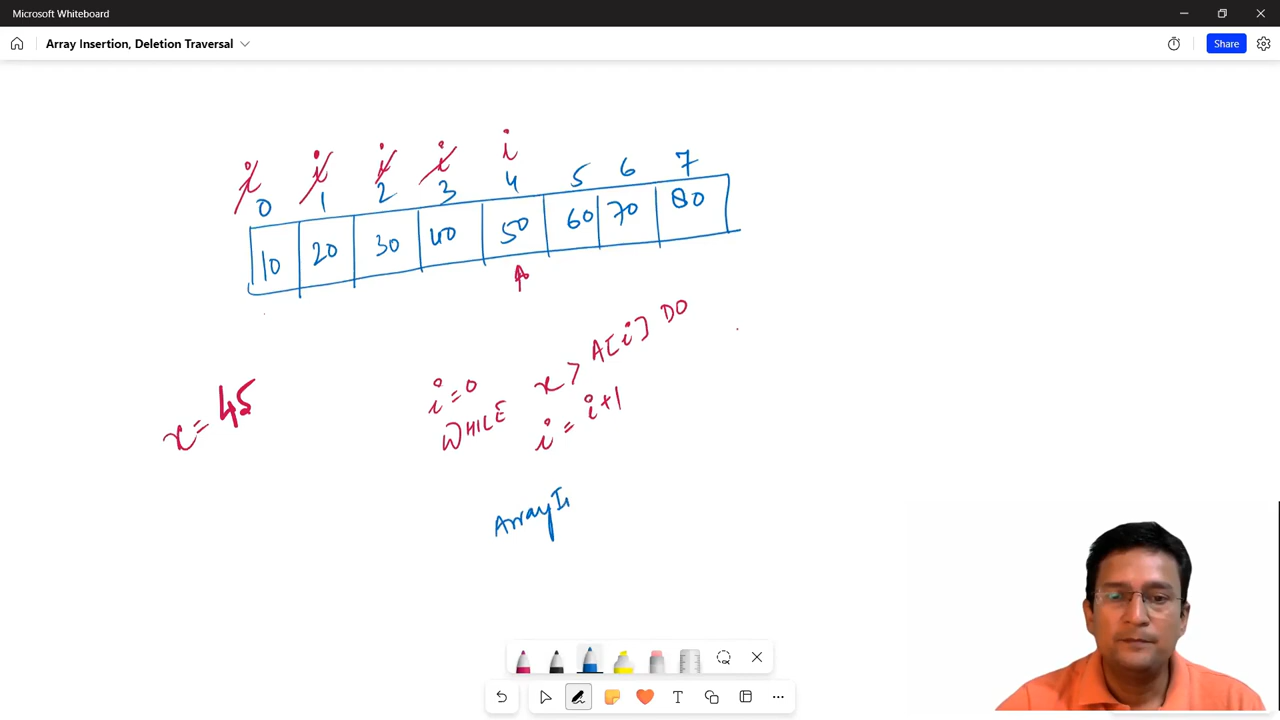 Microsoft Whiteboard
Array Insertion, Deletion Traversal
Share
i i i i i
0 1 2 3 4 5 6 7
10 20 30 40 50 60 70 80
x = 45
i = 0
WHILE x > A[i] DO
i = i + 1
Array I
T